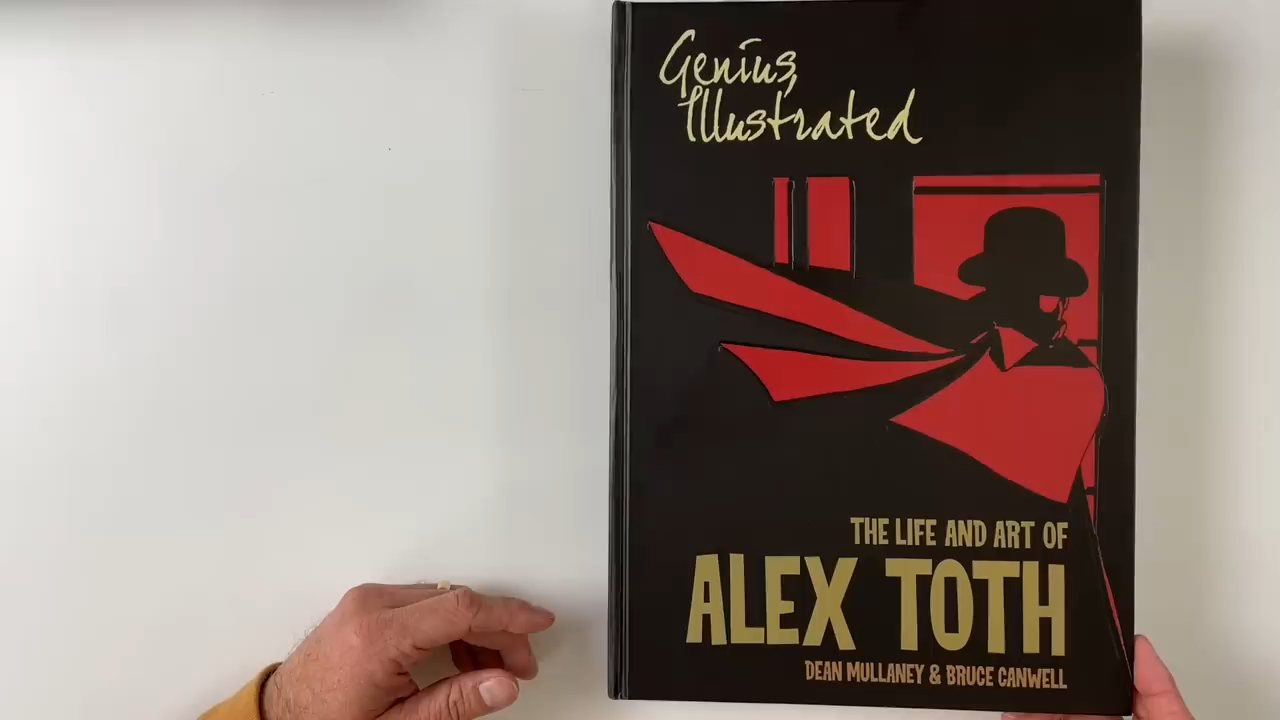 Genius,
Illustrated
THE LIFE AND ART OF
ALEX TOTH
DEAN MULLANEY & BRUCE CANWELL